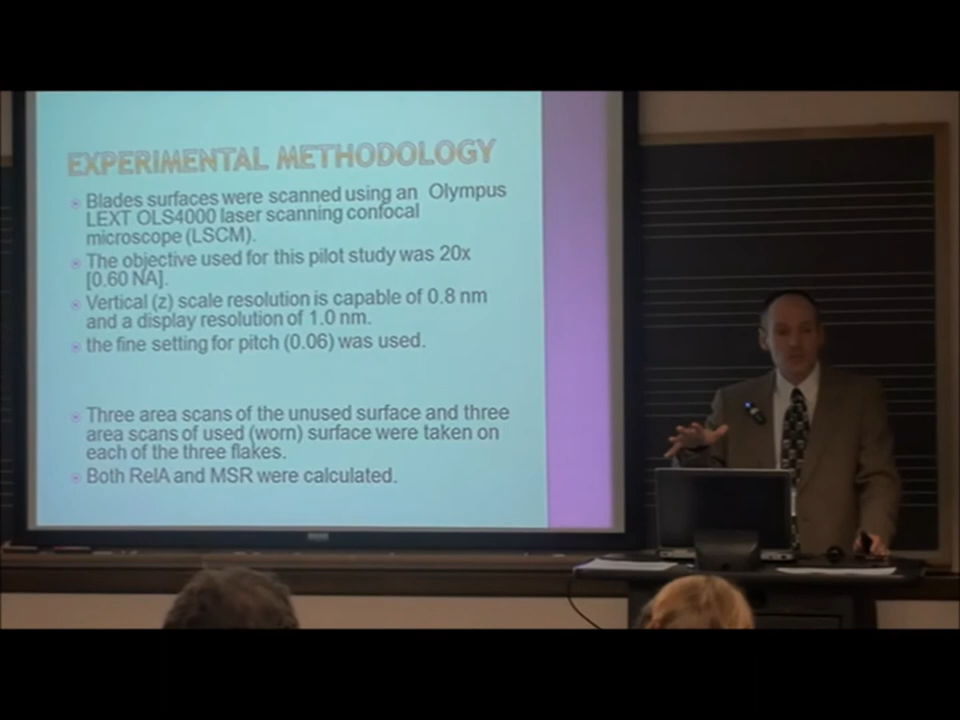 EXPERIMENTAL METHODOLOGY
Blades surfaces were scanned using an Olympus
LEXT OLS4000 laser scanning confocal
microscope (LSCM).
The objective used for this pilot study was 20x
[0.60 NA].
Vertical (z) scale resolution is capable of 0.8 nm
and a display resolution of 1.0 nm.
the fine setting for pitch (0.06) was used.
Three area scans of the unused surface and three
area scans of used (worn) surface were taken on
each of the three flakes.
Both RelA and MSR were calculated.